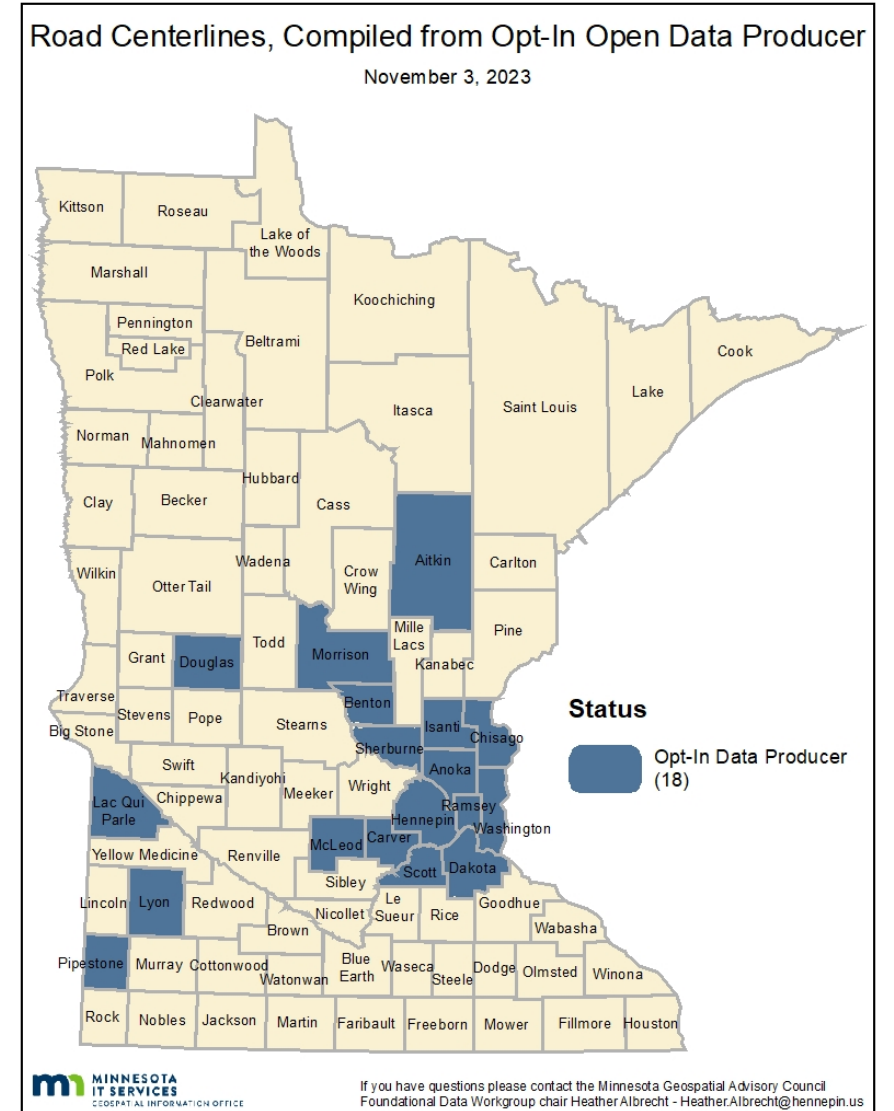 Road Centerlines, Compiled from Opt-In Open Data Producer
November 3, 2023
Kittson
Roseau
Lake of
the Woods
Marshall
Koochiching
Pennington
Red Lake
Beltrami
Cook
Polk
Clearwater
Lake
Saint Louis
Itasca
Norman
Mahnomen
Hubbard
Clay
Becker
Cass
Wadena
Aitkin
Carlton
Wilkin
Otter Tail
Crow
Wing
Mille
Lacs
Pine
Todd
Morrison
Grant
Douglas
Kanabec
Traverse
Benton
Stevens
Pope
Stearns
Isanti
Chisago
Big Stone
Sherburne
Status
Opt-In Data Producer
(18)
Swift
Kandiyohi
Anoka
Wright
Meeker
Chippewa
Lac Qui
Parle
Ramsey
Hennepin
Washington
McLeod
Carver
Yellow Medicine
Renville
Scott
Dakota
Sibley
Lincoln
Lyon
Redwood
Nicollet
Le
Sueur
Rice
Goodhue
Brown
Wabasha
Pipestone
Murray
Cottonwood
Watonwan
Blue
Earth
Waseca
Steele
Dodge
Olmsted
Winona
Rock
Nobles
Jackson
Martin
Faribault
Freeborn
Mower
Fillmore
Houston
MINNESOTA
IT SERVICES
GEOSPATIAL INFORMATION OFFICE
If you have questions please contact the Minnesota Geospatial Advisory Council
Foundational Data Workgroup chair Heather Albrecht - Heather.Albrecht@hennepin.us